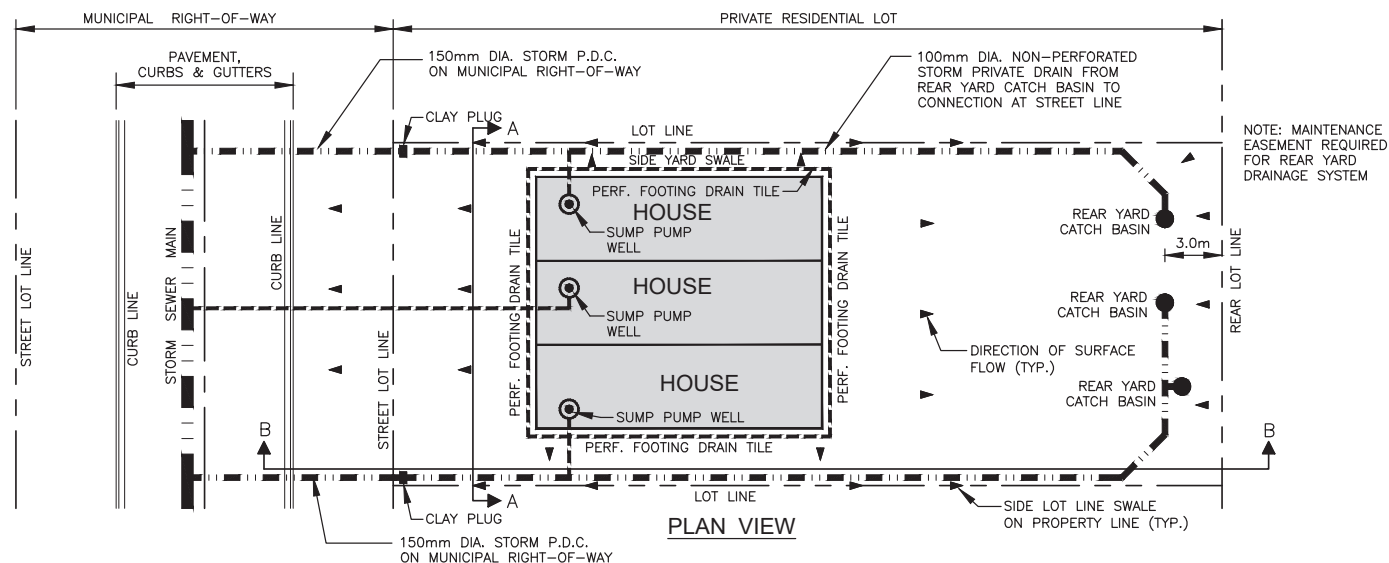 MUNICIPAL RIGHT-OF-WAY
PRIVATE RESIDENTIAL LOT
PAVEMENT,
CURBS & GUTTERS
150mm DIA. STORM P.D.C.
ON MUNICIPAL RIGHT-OF-WAY
100mm DIA. NON-PERFORATED
STORM PRIVATE DRAIN FROM
REAR YARD CATCH BASIN TO
CONNECTION AT STREET LINE
CLAY PLUG
A
LOT LINE
NOTE: MAINTENANCE
EASEMENT REQUIRED
FOR REAR YARD
DRAINAGE SYSTEM
SIDE YARD SWALE
PERF. FOOTING DRAIN TILE
HOUSE
SUMP PUMP
WELL
REAR YARD
CATCH BASIN
3.0m
STREET LOT LINE
CURB LINE
STORM SEWER MAIN
CURB LINE
STREET LOT LINE
PERF. FOOTING DRAIN TILE
HOUSE
SUMP PUMP
WELL
PERF. FOOTING DRAIN TILE
REAR YARD
CATCH BASIN
REAR LOT LINE
DIRECTION OF SURFACE
FLOW (TYP.)
HOUSE
SUMP PUMP WELL
REAR YARD
CATCH BASIN
B
PERF. FOOTING DRAIN TILE
B
A
LOT LINE
CLAY PLUG
PLAN VIEW
SIDE LOT LINE SWALE
ON PROPERTY LINE (TYP.)
150mm DIA. STORM P.D.C.
ON MUNICIPAL RIGHT-OF-WAY